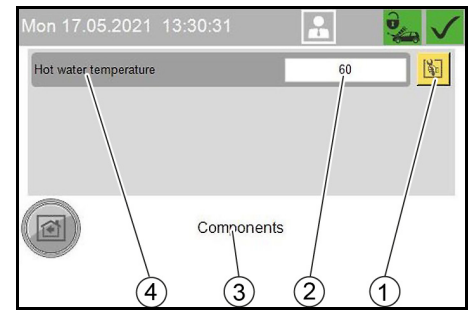 Mon 17.05.2021 13:30:31
Hot water temperature 60
Components
4 3 2 1